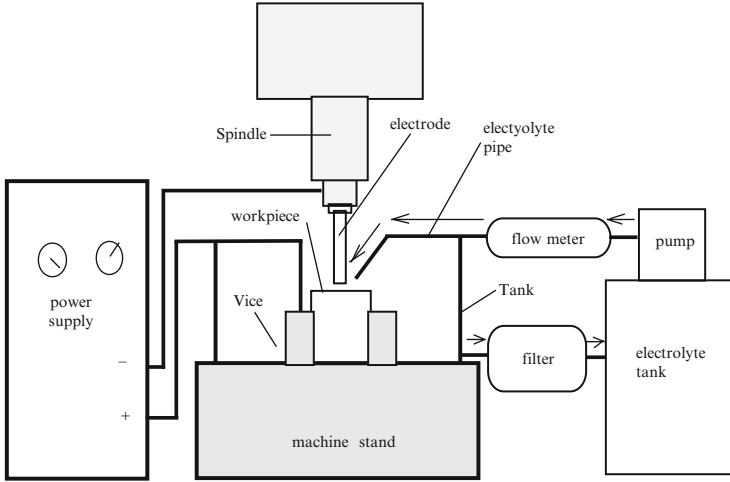 Spindle
electrode
electyolyte
pipe
workpiece
flow meter
pump
power
supply
Vice
Tank
−
+
filter
electrolyte
tank
machine stand